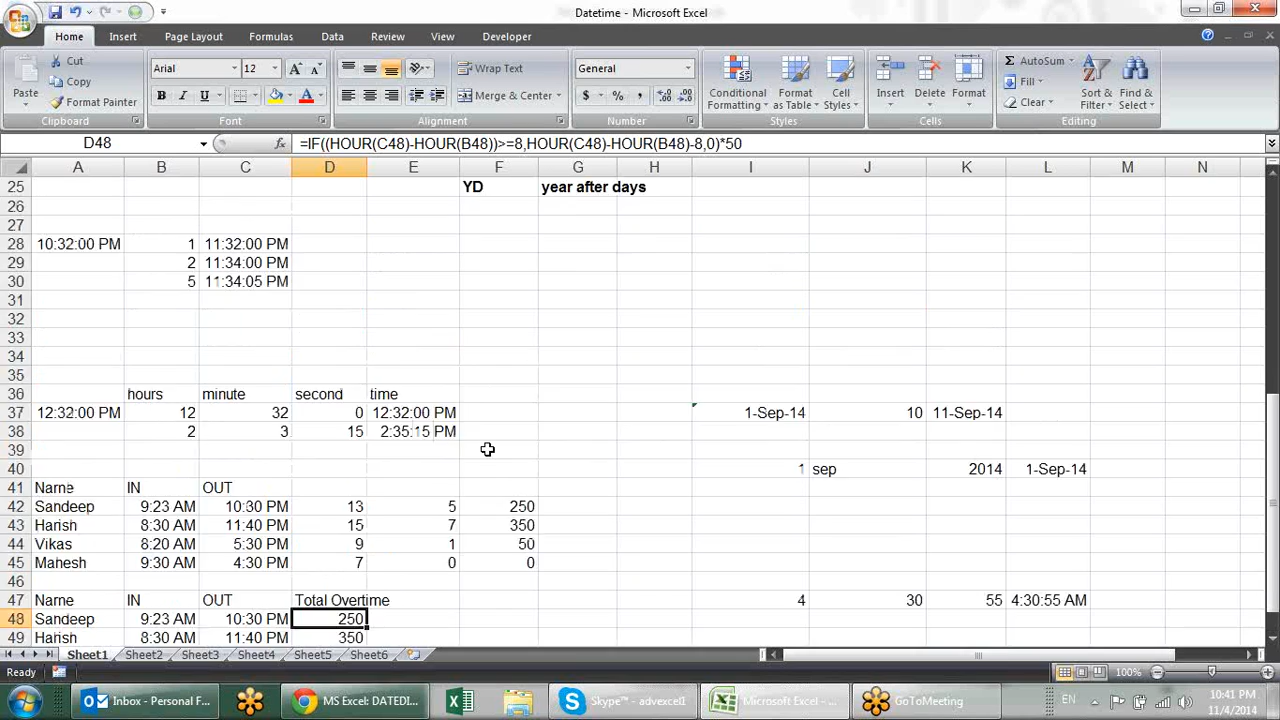 Datetime - Microsoft Excel
Home Insert Page Layout Formulas Data Review View Developer
Cut Arial 12 Wrap Text General AutoSum
Copy Fill
Paste Format Painter B I U Merge & Center $ % , Conditional Formatting Format as Table Cell Styles Insert Delete Format Clear Sort & Filter Find & Select
Clipboard Font Alignment Number Styles Cells Editing
D48 fx =IF((HOUR(C48)-HOUR(B48))>=8,HOUR(C48)-HOUR(B48)-8,0)*50
A B C D E F G H I J K L M N
25 YD year after days
26
27
28 10:32:00 PM 1 11:32:00 PM
29 2 11:34:00 PM
30 5 11:34:05 PM
31
32
33
34
35
36 hours minute second time
37 12:32:00 PM 12 32 0 12:32:00 PM 1-Sep-14 10 11-Sep-14
38 2 3 15 2:35:15 PM
39
40 1 sep 2014 1-Sep-14
41 Name IN OUT
42 Sandeep 9:23 AM 10:30 PM 13 5 250
43 Harish 8:30 AM 11:40 PM 15 7 350
44 Vikas 8:20 AM 5:30 PM 9 1 50
45 Mahesh 9:30 AM 4:30 PM 7 0 0
46
47 Name IN OUT Total Overtime 4 30 55 4:30:55 AM
48 Sandeep 9:23 AM 10:30 PM 250
49 Harish 8:30 AM 11:40 PM 350
Sheet1 Sheet2 Sheet3 Sheet4 Sheet5 Sheet6
Ready 100%
Inbox - Personal F... MS Excel: DATEDI... Skype™ - advexcel1 Microsoft Excel - ... GoToMeeting EN 10:41 PM
11/4/2014